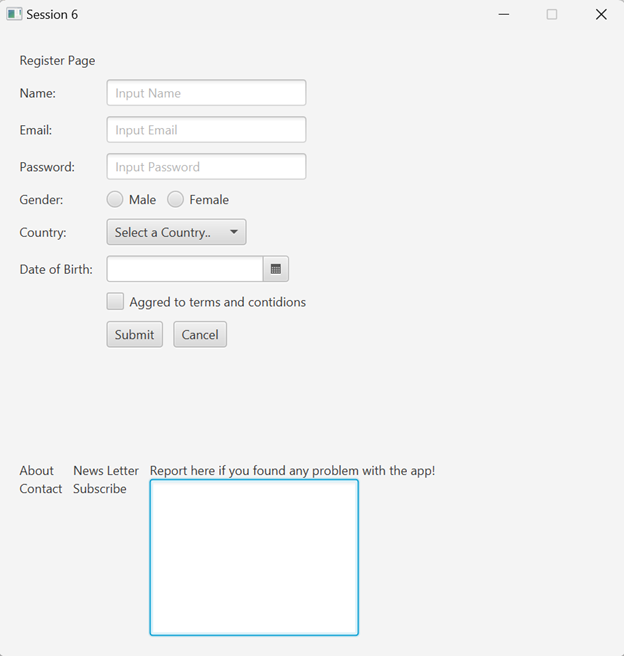 Session 6
Register Page
Name: Input Name
Email: Input Email
Password: Input Password
Gender: Male Female
Country: Select a Country..
Date of Birth:
Aggred to terms and contidions
Submit Cancel
About News Letter Report here if you found any problem with the app!
Contact Subscribe